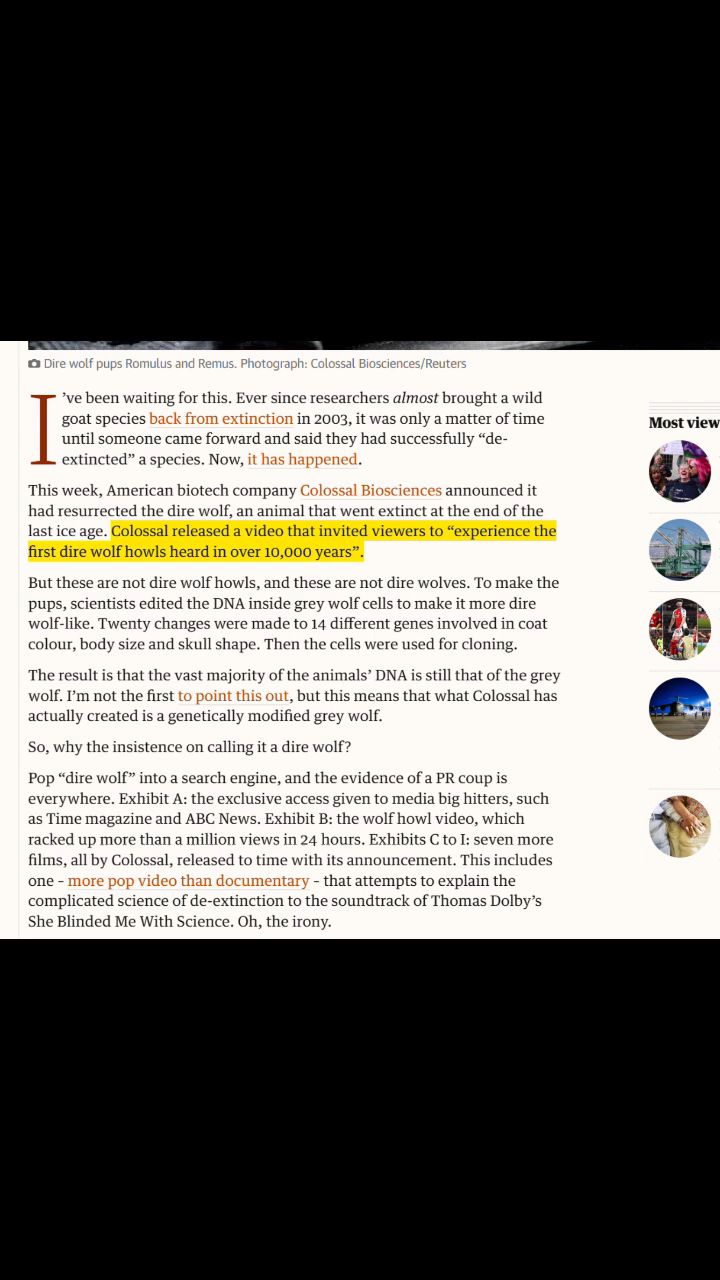 Dire wolf pups Romulus and Remus. Photograph: Colossal Biosciences/Reuters
I’ve been waiting for this. Ever since researchers almost brought a wild
goat species back from extinction in 2003, it was only a matter of time
until someone came forward and said they had successfully “de-
extincted” a species. Now, it has happened.
This week, American biotech company Colossal Biosciences announced it
had resurrected the dire wolf, an animal that went extinct at the end of the
last ice age. Colossal released a video that invited viewers to “experience the
first dire wolf howls heard in over 10,000 years”.
But these are not dire wolf howls, and these are not dire wolves. To make the
pups, scientists edited the DNA inside grey wolf cells to make it more dire
wolf-like. Twenty changes were made to 14 different genes involved in coat
colour, body size and skull shape. Then the cells were used for cloning.
The result is that the vast majority of the animals’ DNA is still that of the grey
wolf. I’m not the first to point this out, but this means that what Colossal has
actually created is a genetically modified grey wolf.
So, why the insistence on calling it a dire wolf?
Pop “dire wolf” into a search engine, and the evidence of a PR coup is
everywhere. Exhibit A: the exclusive access given to media big hitters, such
as Time magazine and ABC News. Exhibit B: the wolf howl video, which
racked up more than a million views in 24 hours. Exhibits C to I: seven more
films, all by Colossal, released to time with its announcement. This includes
one – more pop video than documentary – that attempts to explain the
complicated science of de-extinction to the soundtrack of Thomas Dolby’s
She Blinded Me With Science. Oh, the irony.
Most view